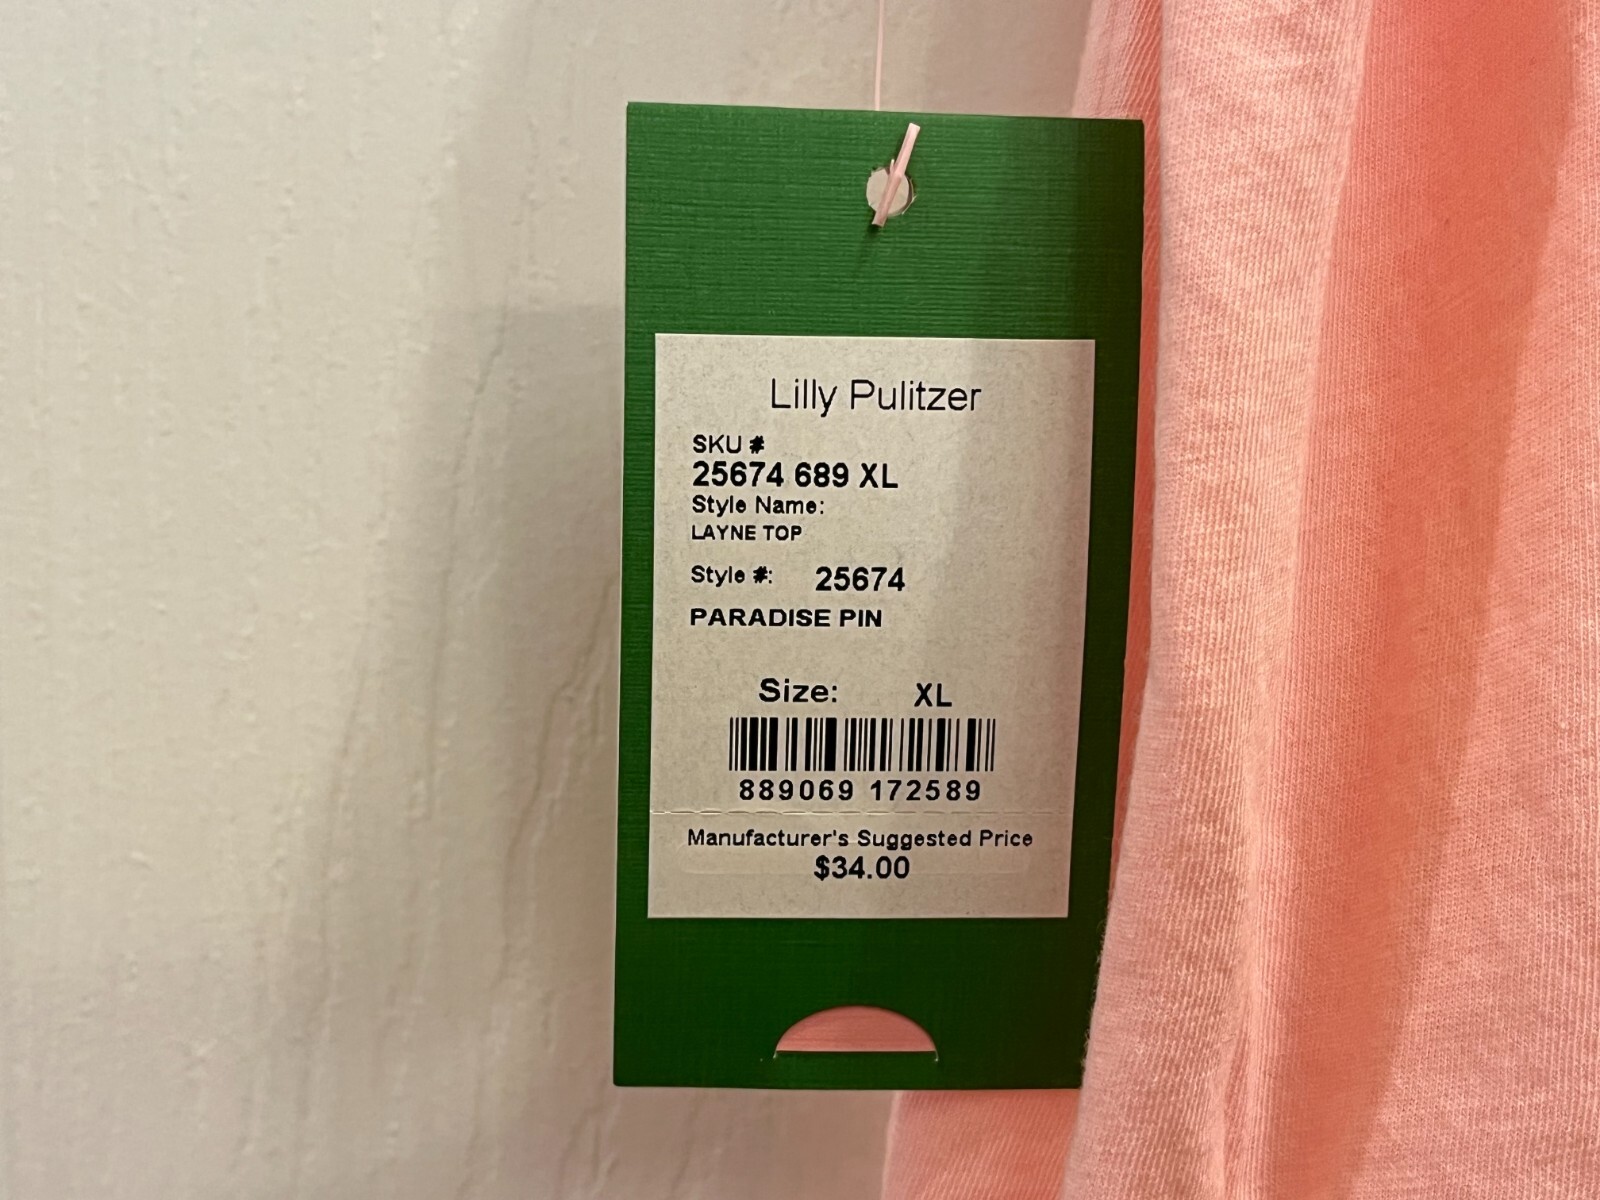 Lilly Pulitzer
SKU #
25674 689 XL
Style Name:
LAYNE TOP
Style #: 25674
PARADISE PIN
Size: XL
889069 172589
Manufacturer's Suggested Price
$34.00